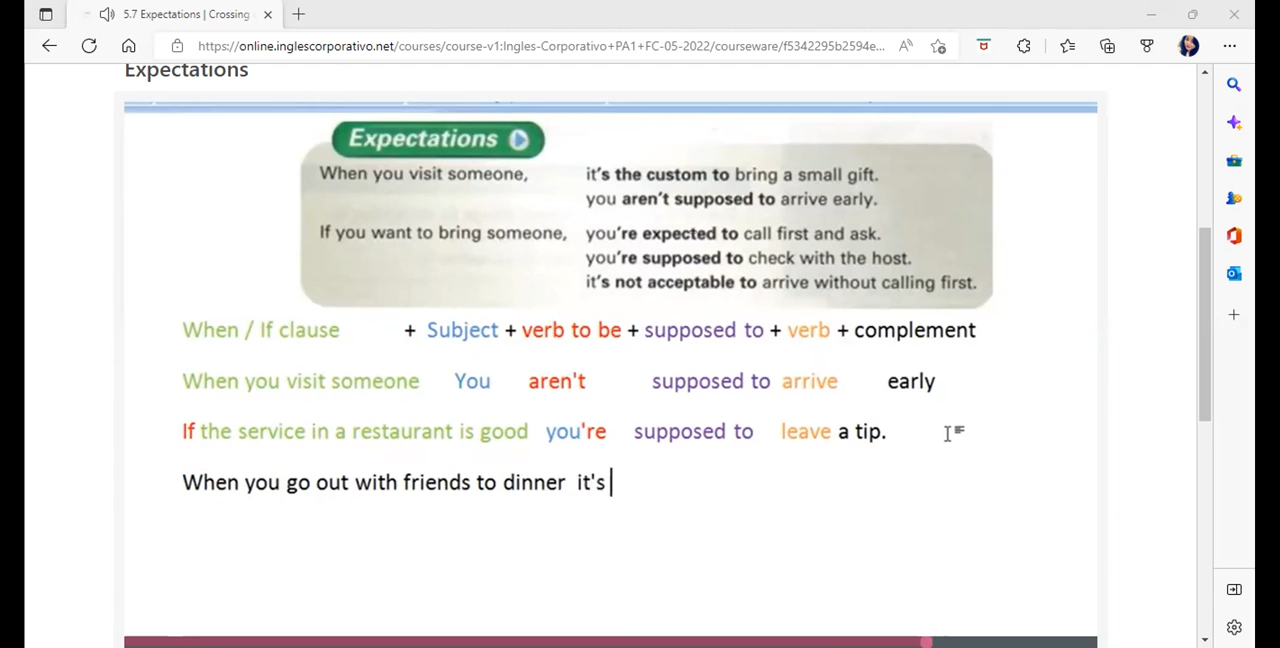 5.7 Expectations | Crossing
https://online.inglescorporativo.net/courses/course-v1:Ingles-Corporativo+PA1+FC-05-2022/courseware/f5342295b2594e...
Expectations
Expectations
When you visit someone, it's the custom to bring a small gift.
you aren't supposed to arrive early.
If you want to bring someone, you're expected to call first and ask.
you're supposed to check with the host.
it's not acceptable to arrive without calling first.
When / If clause + Subject + verb to be + supposed to + verb + complement
When you visit someone You aren't supposed to arrive early
If the service in a restaurant is good you're supposed to leave a tip.
When you go out with friends to dinner it's